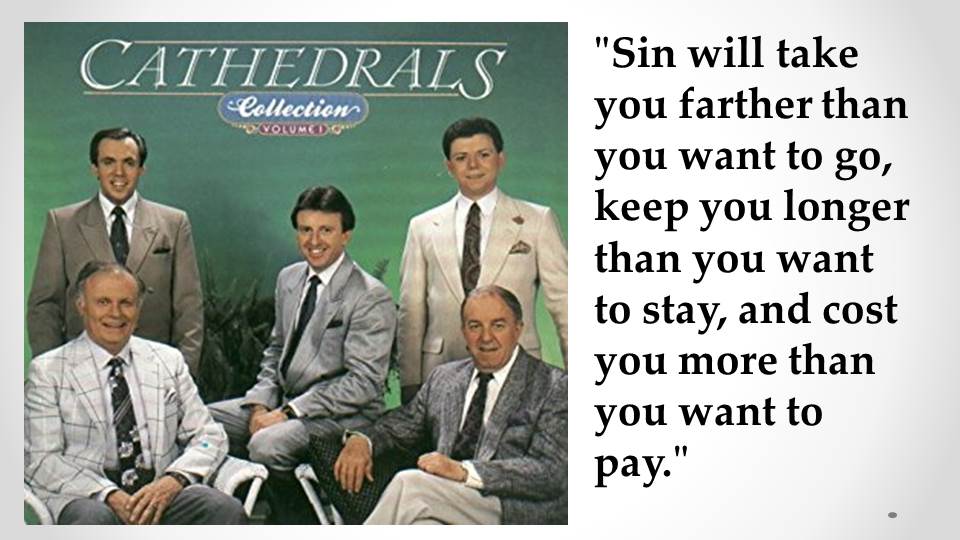 CATHEDRALS
Collection
VOLUME I
"Sin will take
you farther than
you want to go,
keep you longer
than you want
to stay, and cost
you more than
you want to
pay."